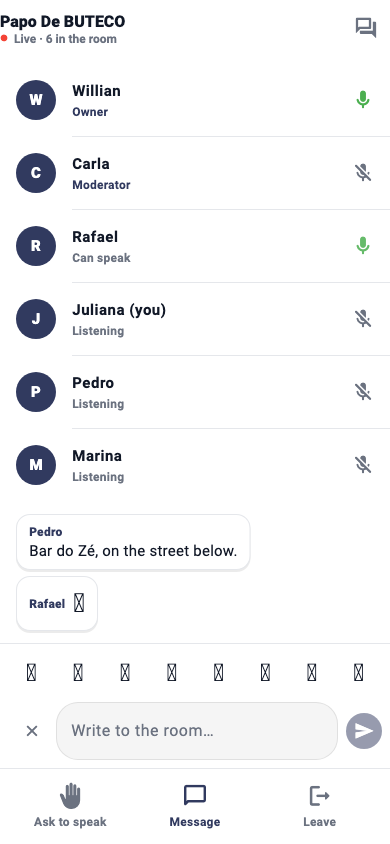 Papo De BUTECO
Live · 6 in the room
W
Willian
Owner
C
Carla
Moderator
R
Rafael
Can speak
J
Juliana (you)
Listening
P
Pedro
Listening
M
Marina
Listening
Pedro
Bar do Zé, on the street below.
Rafael
Write to the room…
Ask to speak
Message
Leave